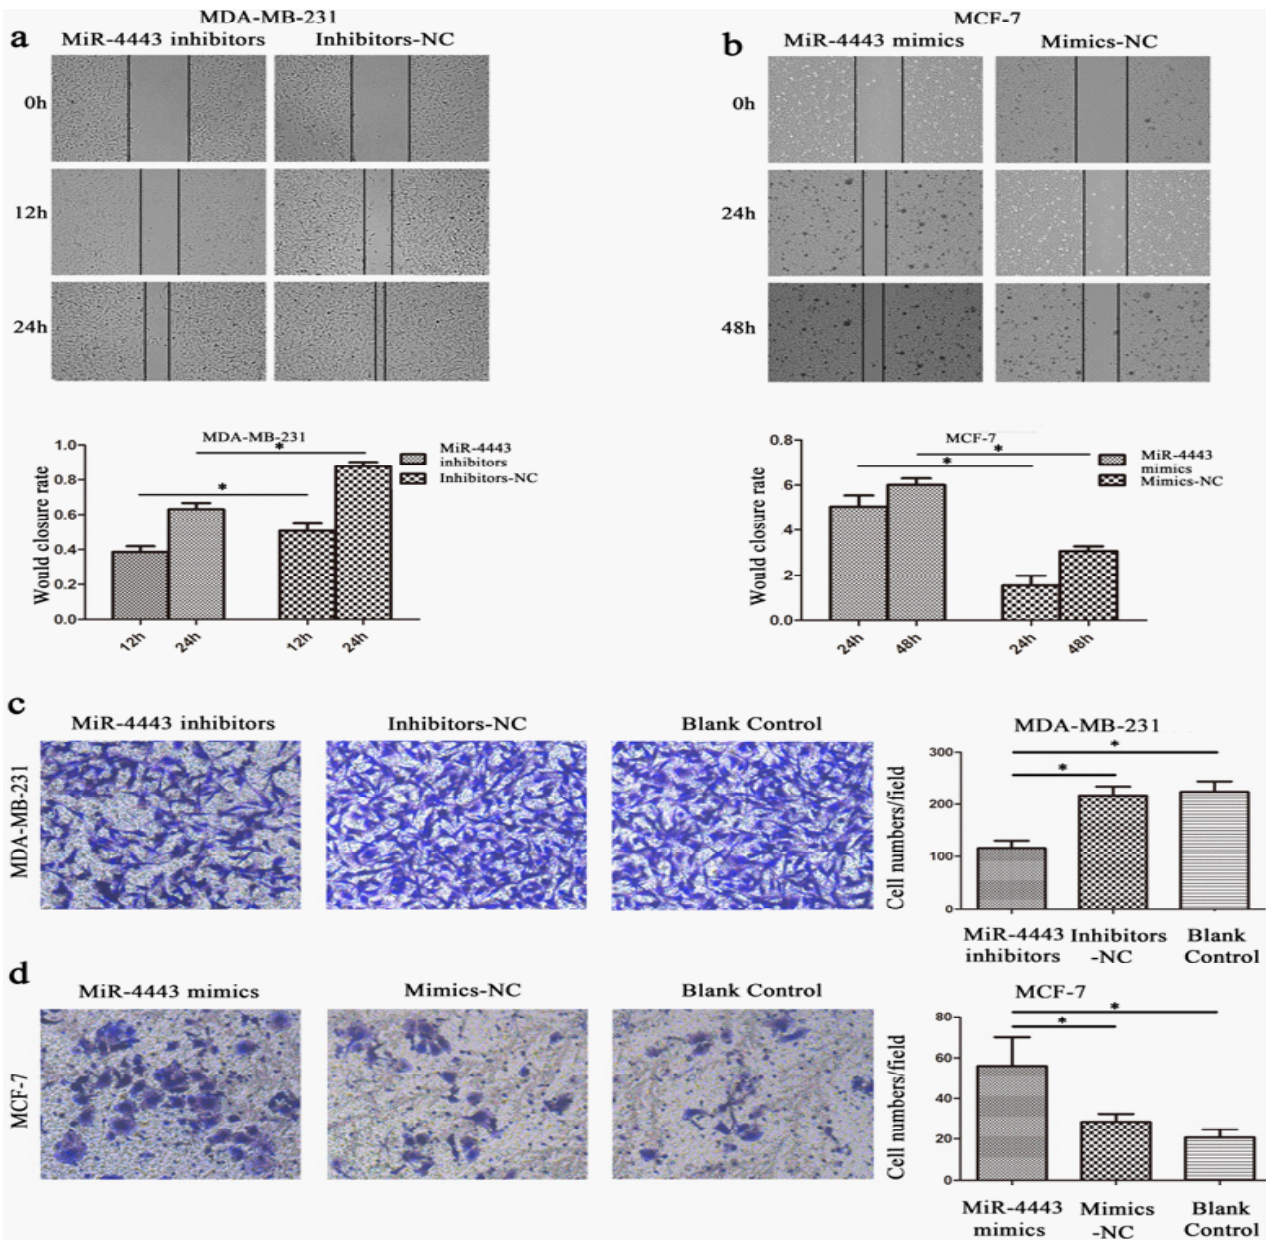 MDA-MB-231
a
MiR-4443 inhibitors
Inhibitors-NC
0h
12h
24h
MCF-7
b
MiR-4443 mimics
Mimics-NC
0h
24h
48h
MDA-MB-231
Would closure rate
1.0
0.8
0.6
0.4
0.2
0.0
*
*
12h
24h
12h
24h
MiR-4443
inhibitors
Inhibitors-NC
MCF-7
Would closure rate
0.8
.6
.4
.2
0.0
*
*
24h
48h
24h
48h
MiR-4443
mimics
Mimics-NC
c
MiR-4443 inhibitors
Inhibitors-NC
Blank Control
MDA-MB-231
MDA-MB-231
Cell numbers/field
300
200
100
0
*
*
MiR-4443
inhibitors
Inhibitors
-NC
Blank
Control
d
MiR-4443 mimics
Mimics-NC
Blank Control
MCF-7
MCF-7
Cell numbers/field
80
60
40
20
0
*
*
MiR-4443
mimics
Mimics
-NC
Blank
Control